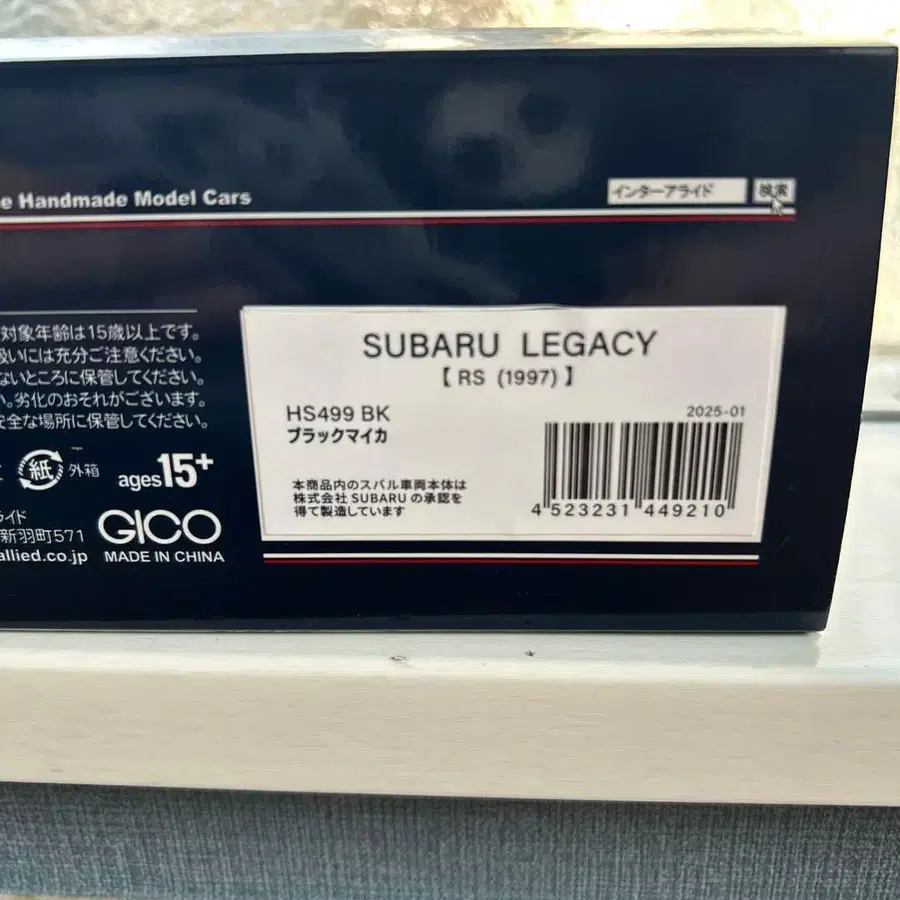 e Handmade Model Cars
インターアライド 検索
対象年齢は15歳以上です。
扱いには充分ご注意ください。
ないところに保管してください。
い。劣化のおそれがございます。
安全な場所に保管してください。
紙 外箱
ages15+
ライド
新羽町571
allied.co.jp
GICO
MADE IN CHINA
SUBARU LEGACY
【 RS (1997) 】
HS499 BK
ブラックマイカ
2025-01
本商品内のスバル車両本体は
株式会社 SUBARU の承認を
得て製造しています
4 523231 449210